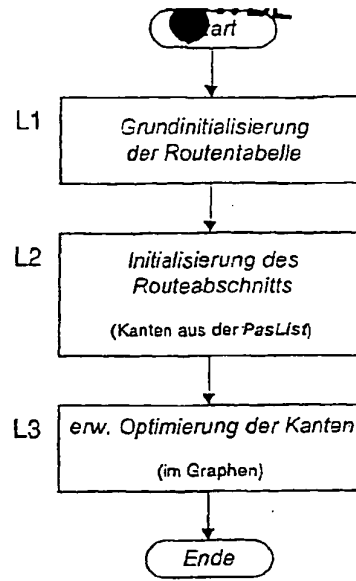 L1
Grundinitialisierung
der Routentabelle
L2
Initialisierung des
Routeabschnitts
(Kanten aus der PasList)
L3
erw. Optimierung der Kanten
(im Graphen)
Ende